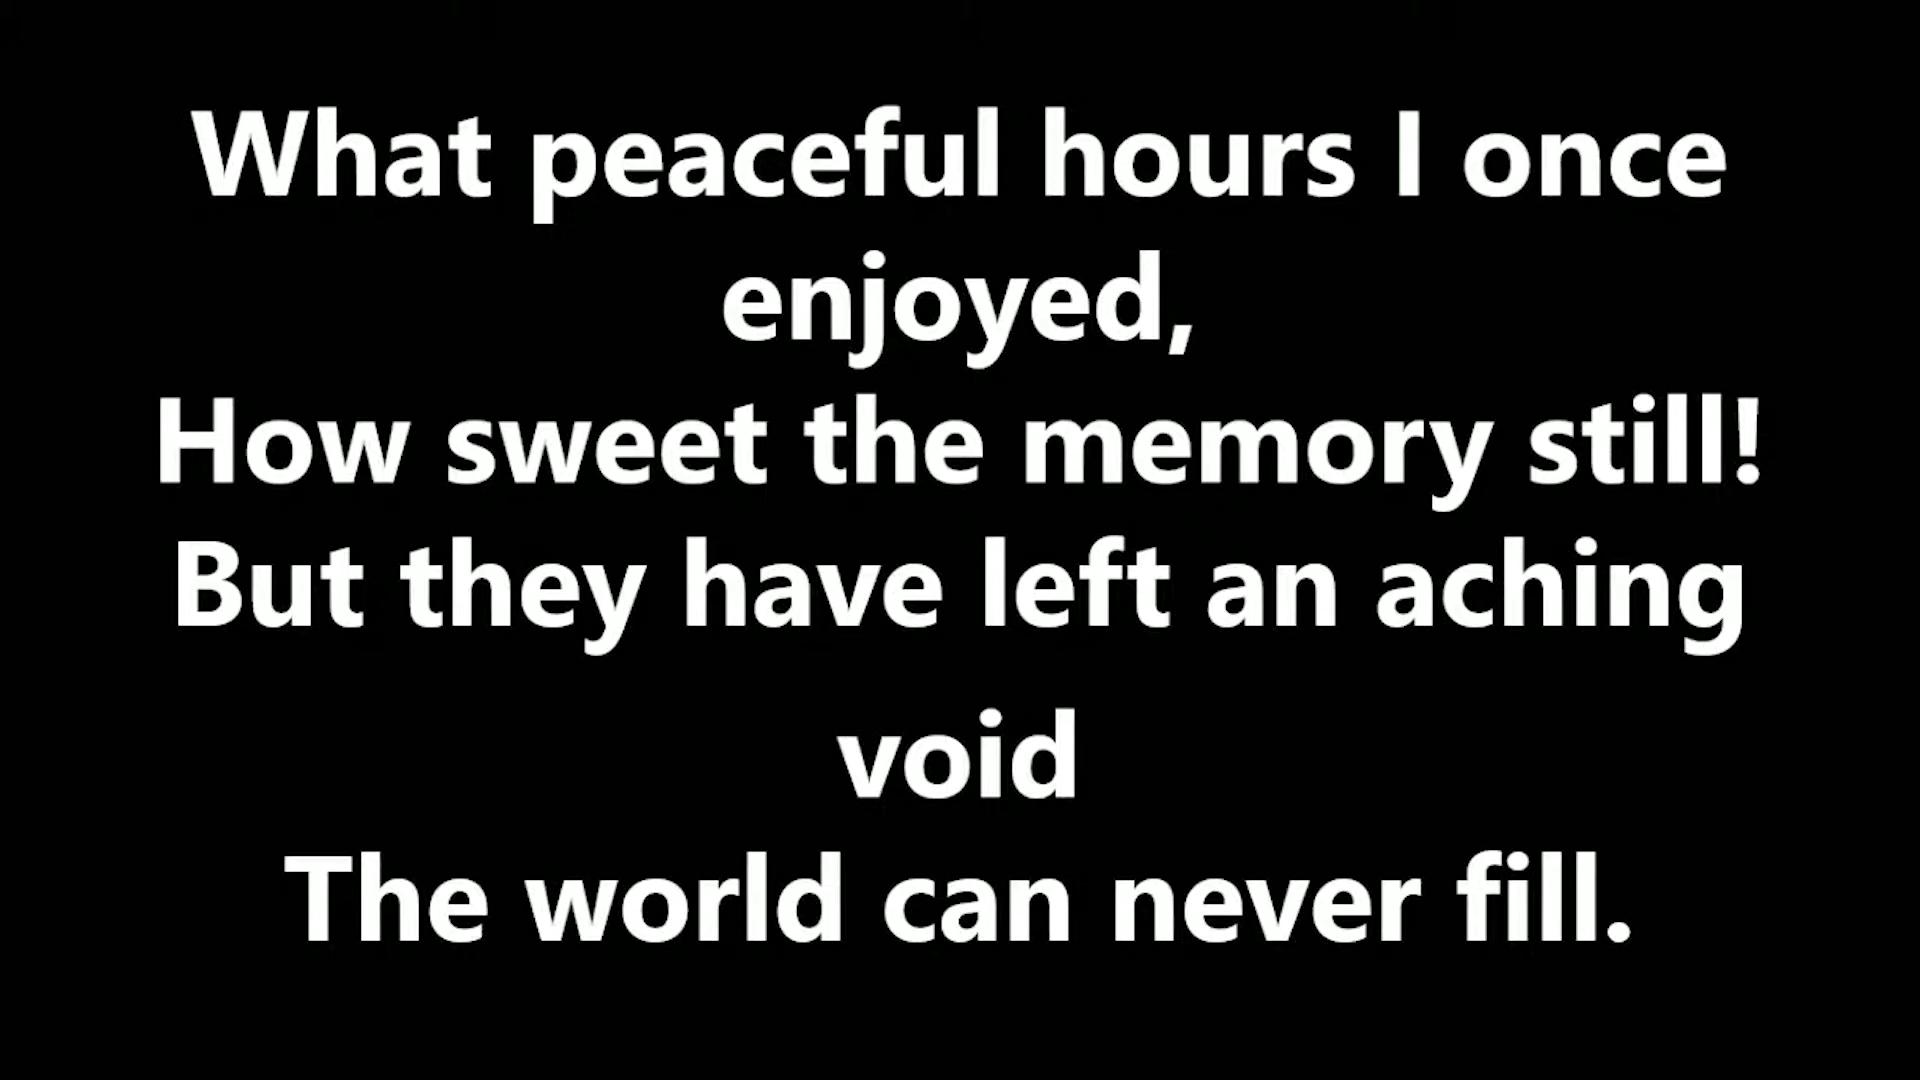 What peaceful hours I once
enjoyed,
How sweet the memory still!
But they have left an aching
void
The world can never fill.